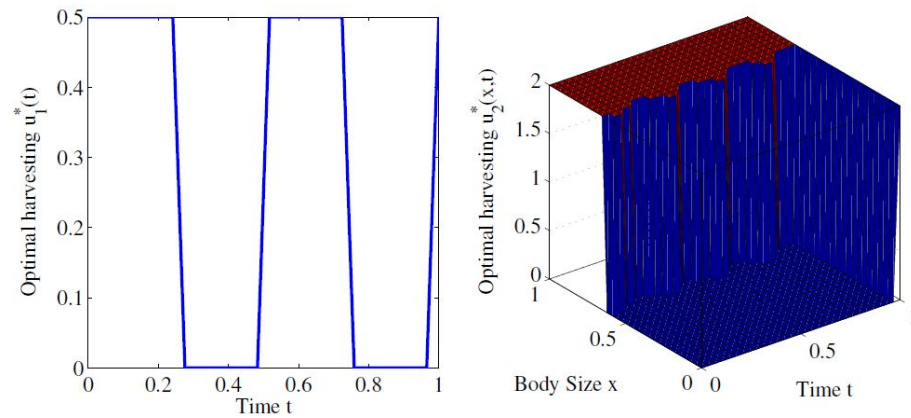 0.5
0.4
0.3
0.2
0.1
0
Optimal harvesting u₁*(t)
0 0.2 0.4 0.6 0.8 1
Time t
2
1.5
1
0.5
0
Optimal harvesting u₂*(x,t)
1
0.5
0
Body Size x
0
0.5
Time t